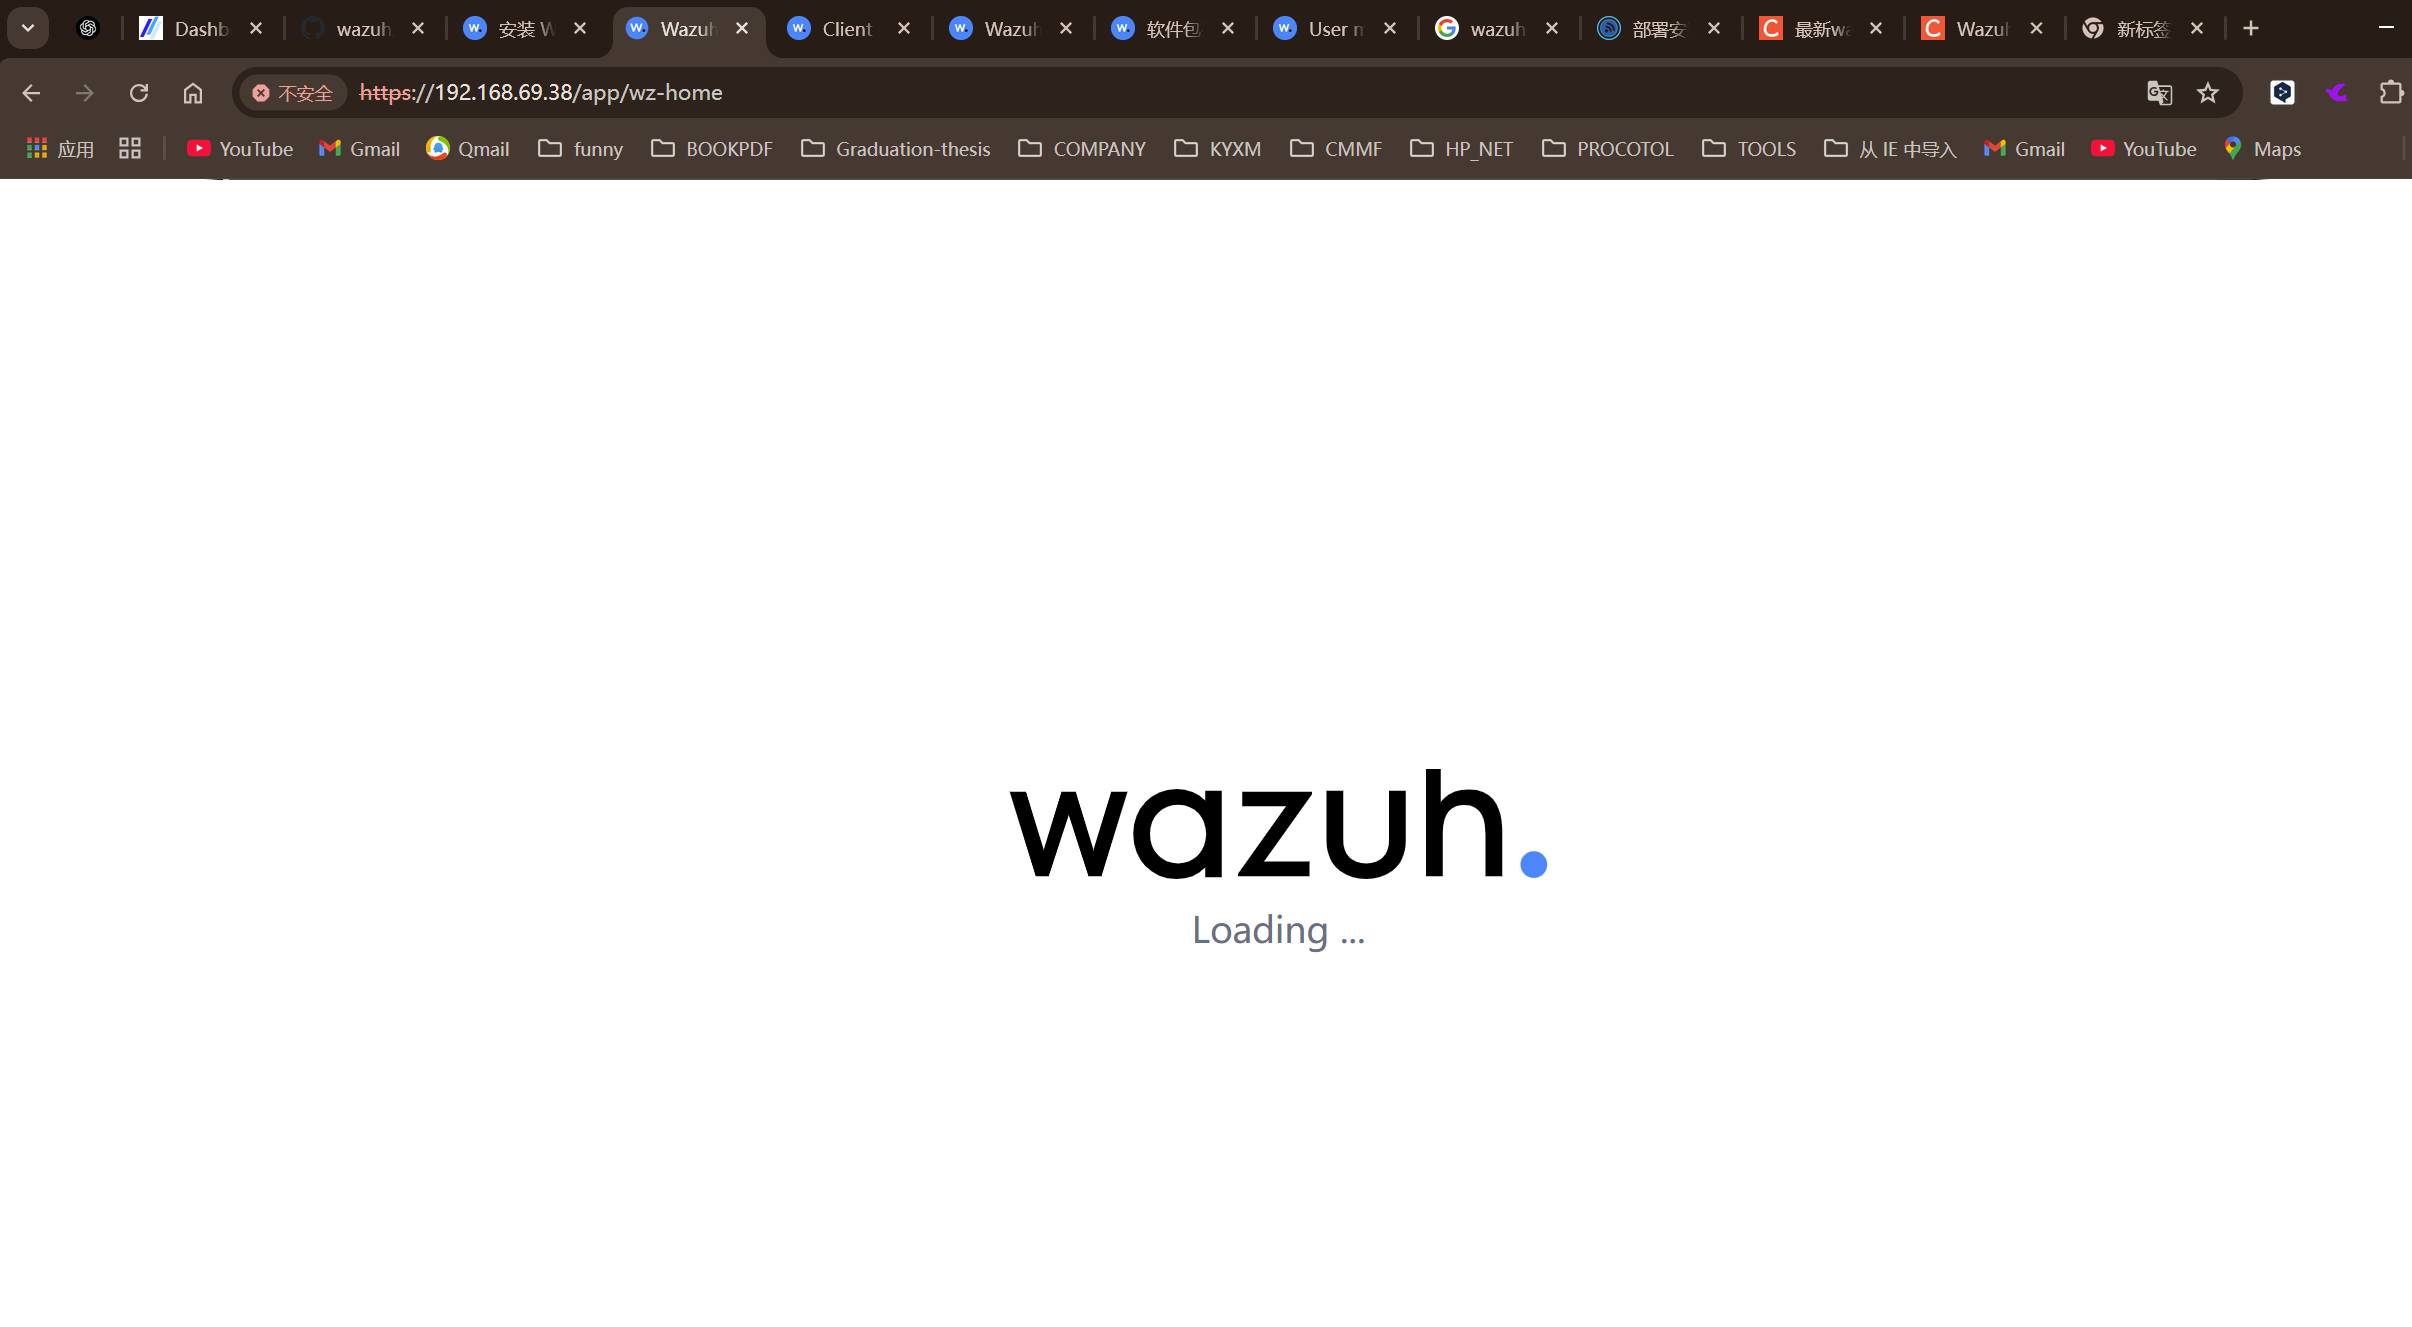 Dashb wazuh 安装 W Wazuh Client Wazuh 软件包 User m wazuh 部署安 最新wa Wazuh 新标签
不安全 https://192.168.69.38/app/wz-home
应用 YouTube Gmail Qmail funny BOOKPDF Graduation-thesis COMPANY KYXM CMMF HP_NET PROCOTOL TOOLS 从 IE 中导入 Gmail YouTube Maps
wazuh.
Loading ...